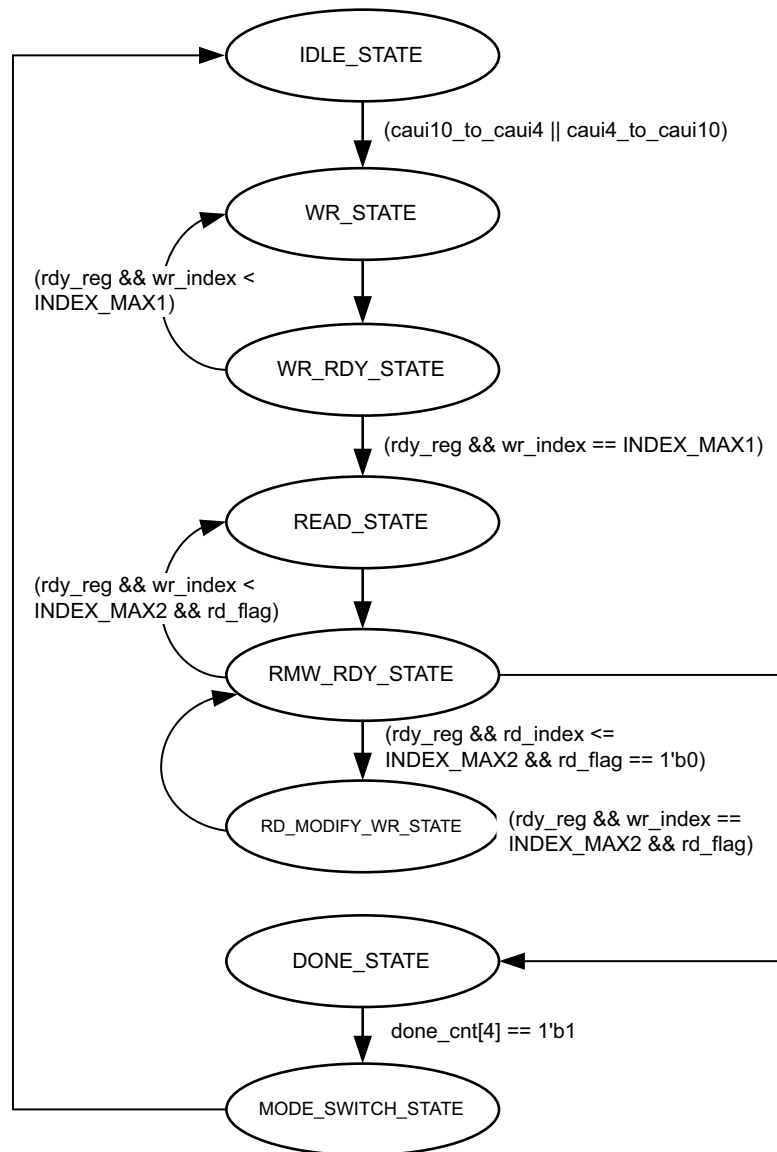 IDLE_STATE
(caui10_to_caui4 || caui4_to_caui10)
WR_STATE
(rdy_reg && wr_index <
INDEX_MAX1)
WR_RDY_STATE
(rdy_reg && wr_index == INDEX_MAX1)
READ_STATE
(rdy_reg && wr_index <
INDEX_MAX2 && rd_flag)
RMW_RDY_STATE
(rdy_reg && rd_index <=
INDEX_MAX2 && rd_flag == 1'b0)
RD_MODIFY_WR_STATE
(rdy_reg && wr_index ==
INDEX_MAX2 && rd_flag)
DONE_STATE
done_cnt[4] == 1'b1
MODE_SWITCH_STATE